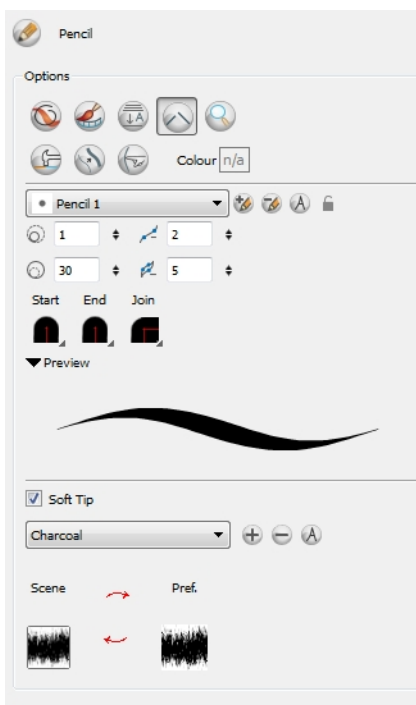 Pencil
Options
Colour n/a
Pencil 1
1 2
30 5
Start End Join
Preview
Soft Tip
Charcoal
Scene Pref.